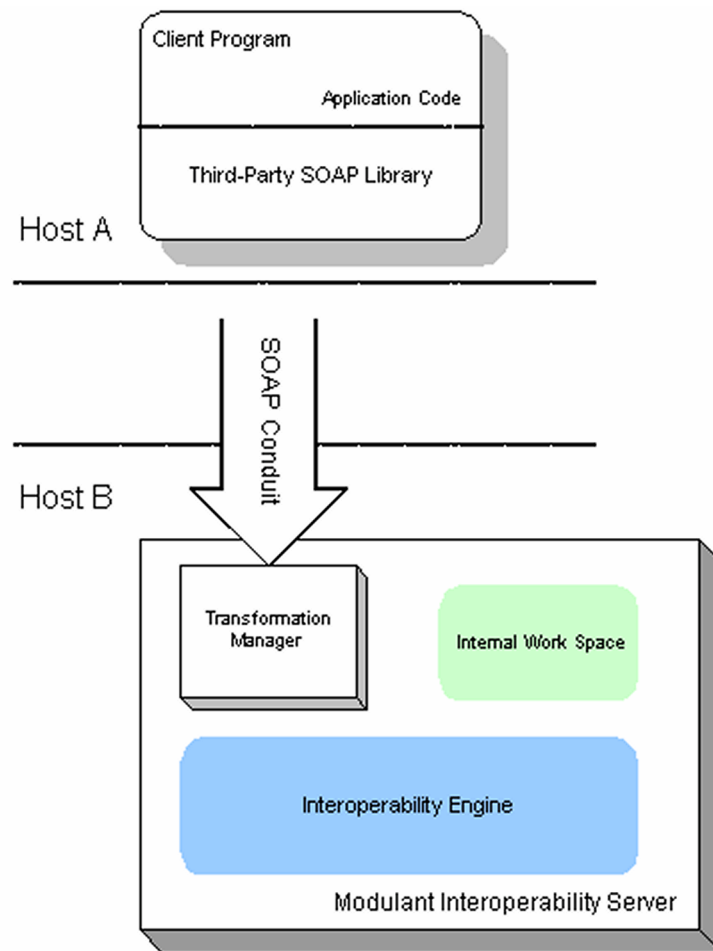 Client Program
Application Code
Third-Party SOAP Library
Host A
SOAP Conduit
Host B
Transformation
Manager
Internal Work Space
Interoperability Engine
Modulant Interoperability Server